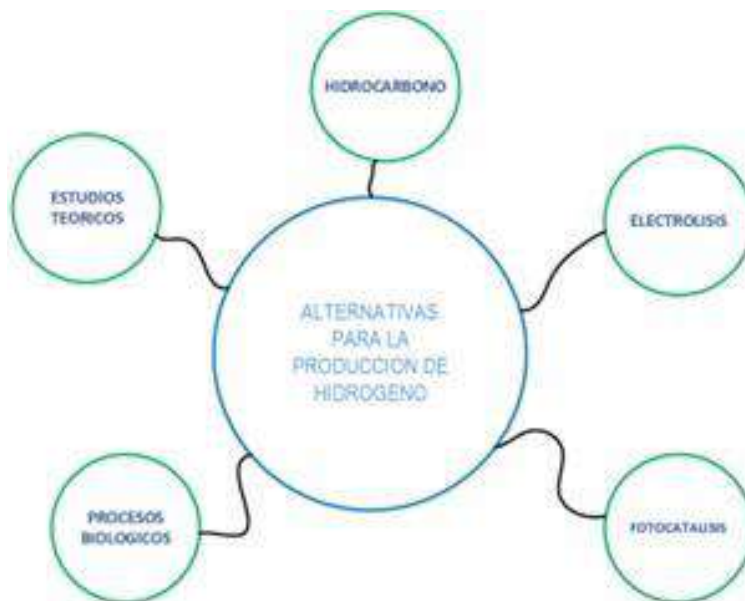 HIDROCARBONO
ESTUDIOS
TEORICOS
ELECTROLISIS
ALTERNATIVAS
PARA LA
PRODUCCION DE
HIDROGENO
PROCESOS
BIOLOGICOS
FOTOCATALISIS